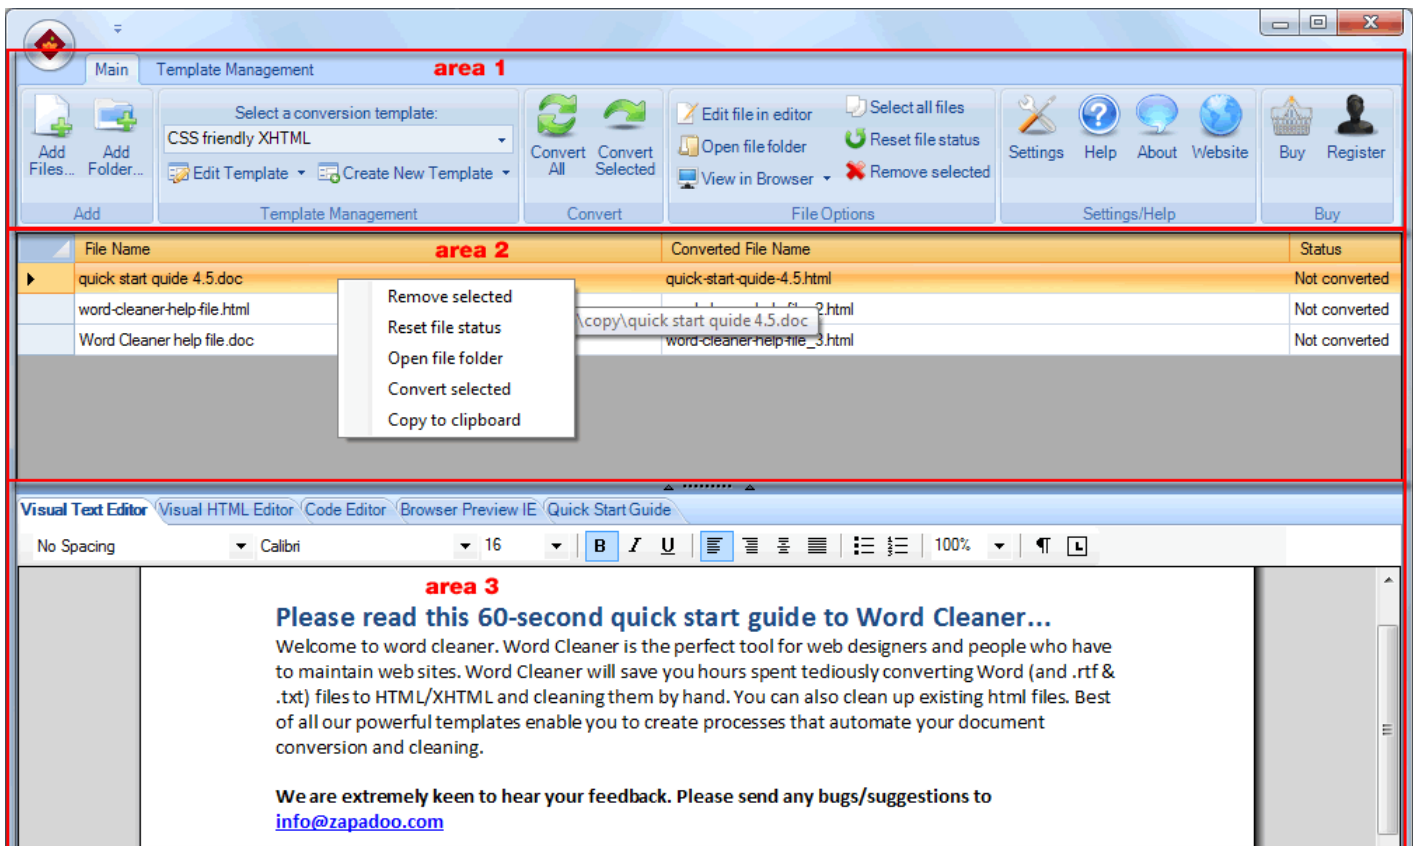 Main Template Management area 1
Add Files...
Add Folder...
Add
Select a conversion template:
CSS friendly XHTML
Edit Template Create New Template
Template Management
Convert All
Convert Selected
Convert
Edit file in editor
Open file folder
View in Browser
Select all files
Reset file status
Remove selected
File Options
Settings Help About Website
Settings/Help
Buy Register
Buy
File Name area 2 Converted File Name Status
quick start quide 4.5.doc quick-start-quide-4.5.html Not converted
word-cleaner-help-file.html 2.html Not converted
Word Cleaner help file.doc word-cleaner-help-file_3.html Not converted
Remove selected
Reset file status
Open file folder
Convert selected
Copy to clipboard
\copy\quick start quide 4.5.doc
Visual Text Editor Visual HTML Editor Code Editor Browser Preview IE Quick Start Guide
No Spacing Calibri 16 B I U 100% ¶ L
area 3
Please read this 60-second quick start guide to Word Cleaner...
Welcome to word cleaner. Word Cleaner is the perfect tool for web designers and people who have
to maintain web sites. Word Cleaner will save you hours spent tediously converting Word (and .rtf &
.txt) files to HTML/XHTML and cleaning them by hand. You can also clean up existing html files. Best
of all our powerful templates enable you to create processes that automate your document
conversion and cleaning.
We are extremely keen to hear your feedback. Please send any bugs/suggestions to
info@zapadoo.com